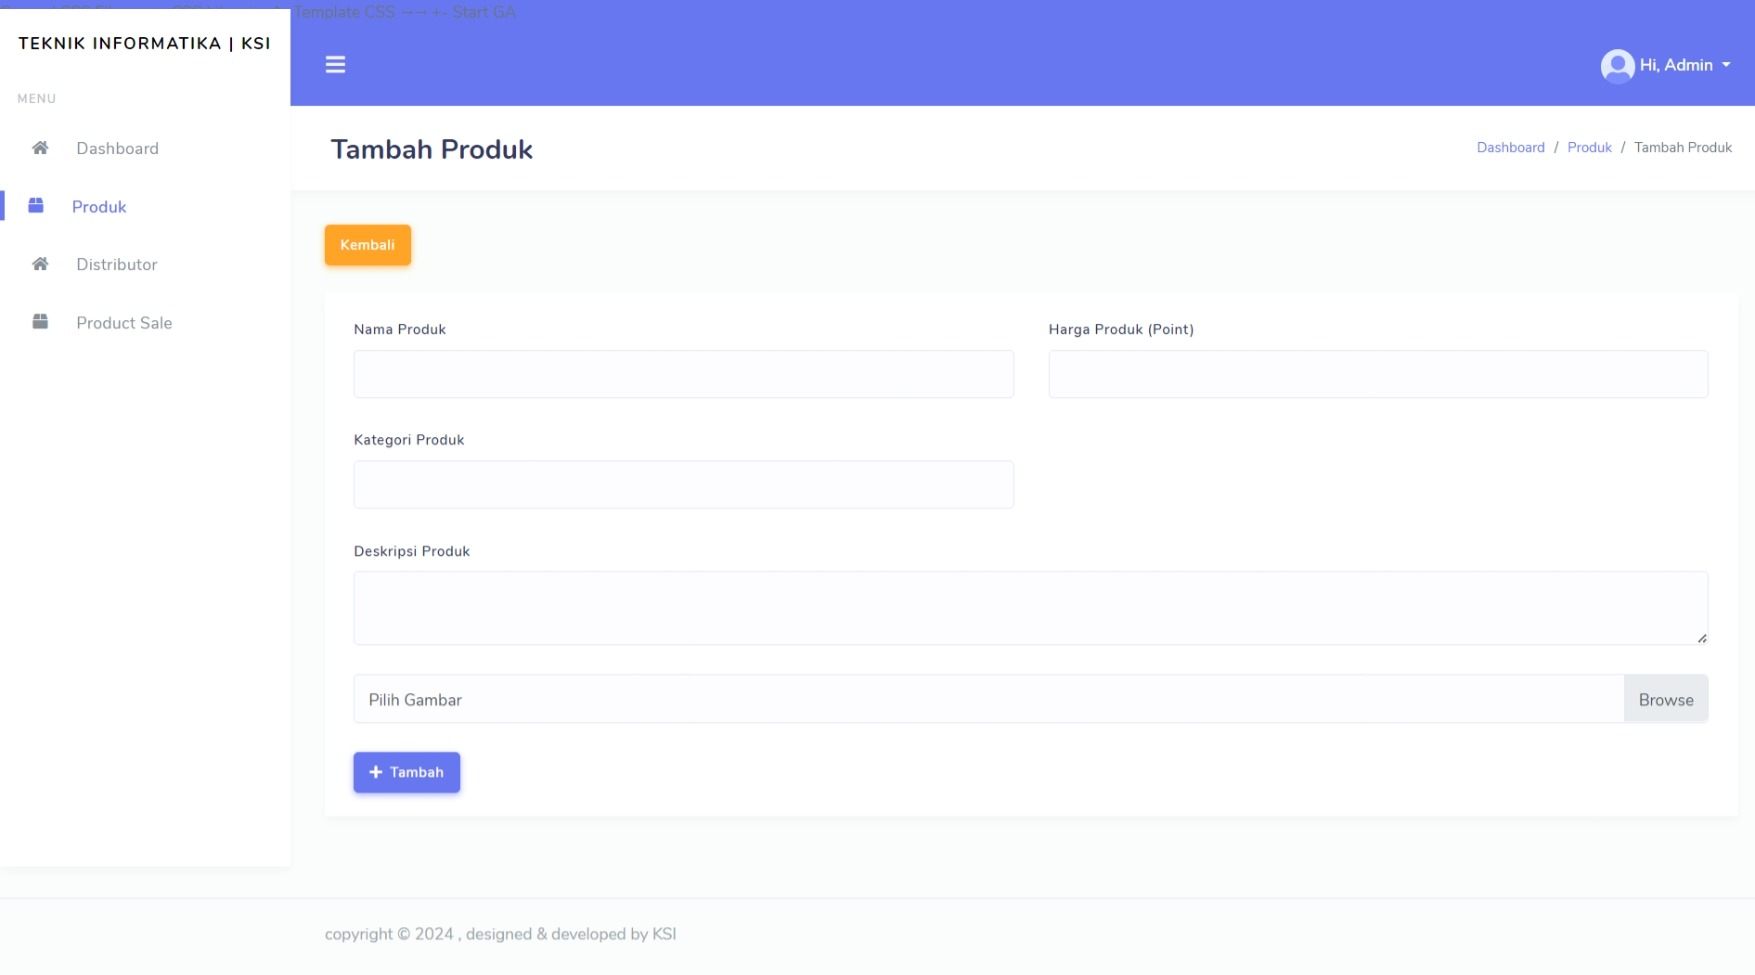 Template CSS —— +- Start GA
TEKNIK INFORMATIKA | KSI
Hi, Admin
MENU
Dashboard
Produk
Distributor
Product Sale
Tambah Produk
Dashboard / Produk / Tambah Produk
Kembali
Nama Produk
Harga Produk (Point)
Kategori Produk
Deskripsi Produk
Pilih Gambar
Browse
+ Tambah
copyright © 2024 , designed & developed by KSI